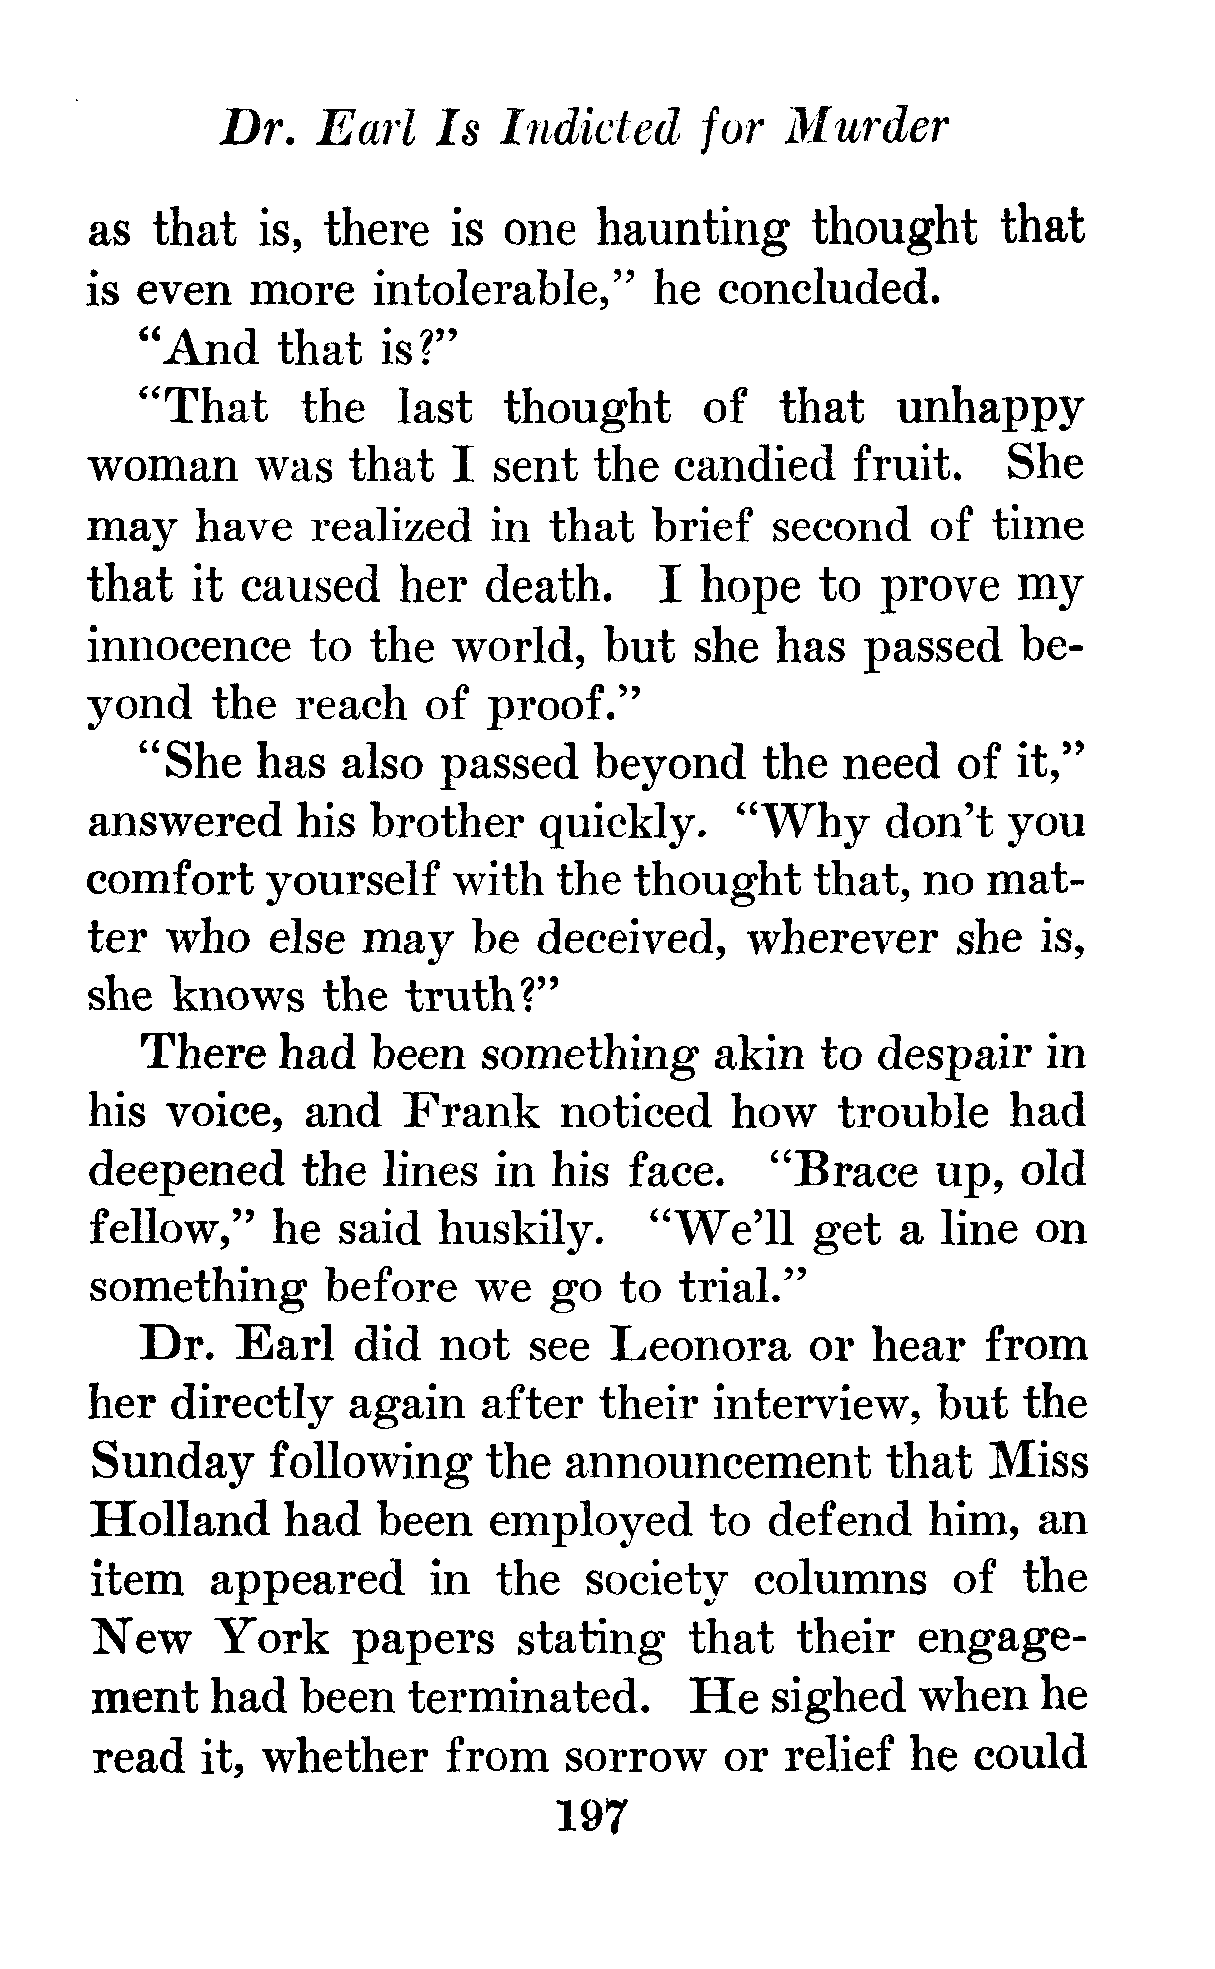 Dr. Earl Is Indicted for Murder
as that is, there is one haunting thought that
is even more intolerable,” he concluded.
“And that is?”
“That the last thought of that unhappy
woman was that I sent the candied fruit. She
may have realized in that brief second of time
that it caused her death. I hope to prove my
innocence to the world, but she has passed be-
yond the reach of proof.”
“She has also passed beyond the need of it,”
answered his brother quickly. “Why don’t you
comfort yourself with the thought that, no mat-
ter who else may be deceived, wherever she is,
she knows the truth?”
There had been something akin to despair in
his voice, and Frank noticed how trouble had
deepened the lines in his face. “Brace up, old
fellow,” he said huskily. “We’ll get a line on
something before we go to trial.”
Dr. Earl did not see Leonora or hear from
her directly again after their interview, but the
Sunday following the announcement that Miss
Holland had been employed to defend him, an
item appeared in the society columns of the
New York papers stating that their engage-
ment had been terminated. He sighed when he
read it, whether from sorrow or relief he could
197